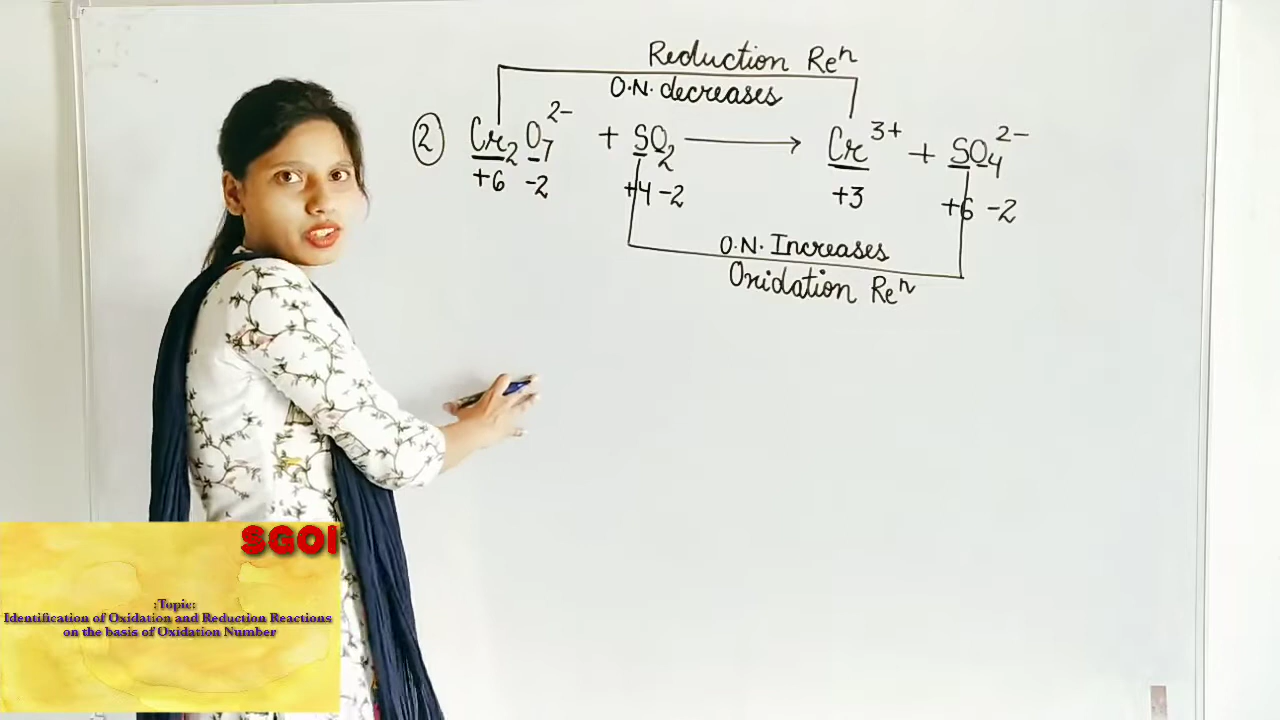 Reduction Reⁿ
O.N. decreases
② Cr₂O₇²⁻ + SO₂ ⟶ Cr³⁺ + SO₄²⁻
+6 -2 +4 -2 +3 +6 -2
O.N. Increases
Oxidation Reⁿ
SGOI
:Topic:
Identification of Oxidation and Reduction Reactions
on the basis of Oxidation Number